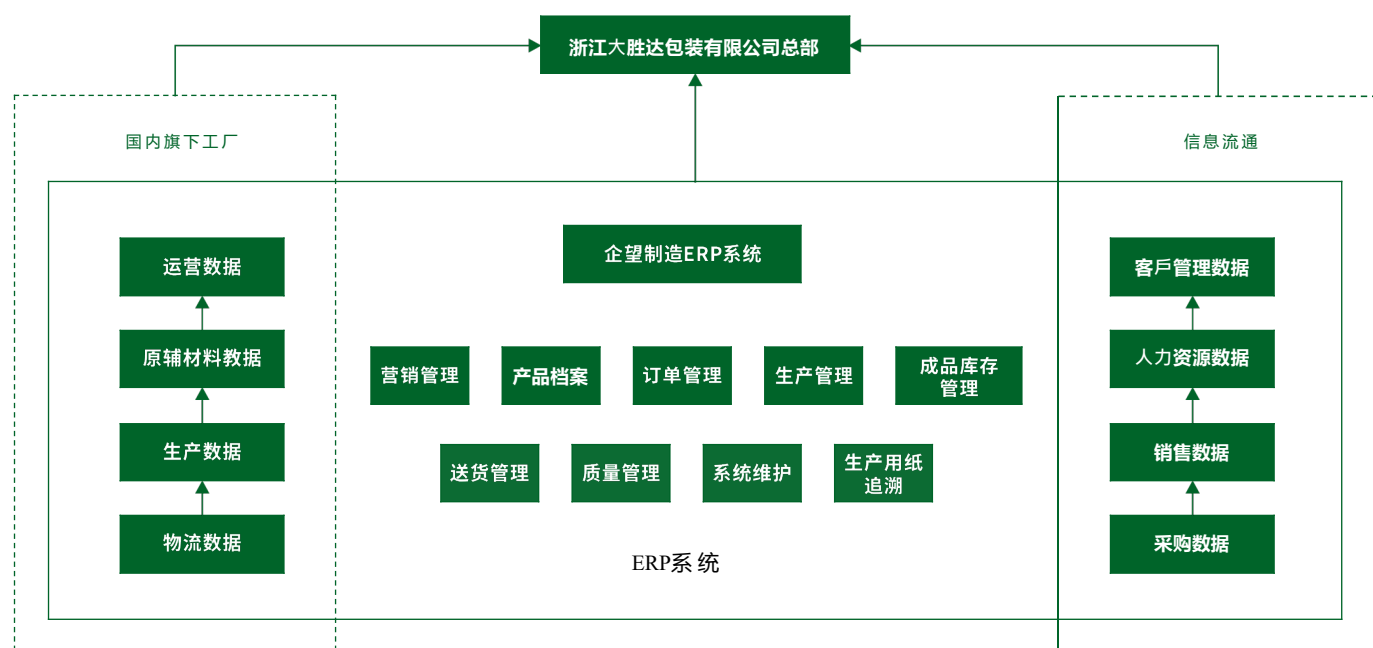 浙江大胜达包装有限公司总部
国内旗下工厂
信息流通
企望制造ERP系统
运营数据
原辅材料教据
生产数据
物流数据
营销管理
产品档案
订单管理
生产管理
成品库存
管理
送货管理
质量管理
系统维护
生产用纸
追溯
ERP系统
客戶管理数据
人力资源数据
销售数据
采购数据